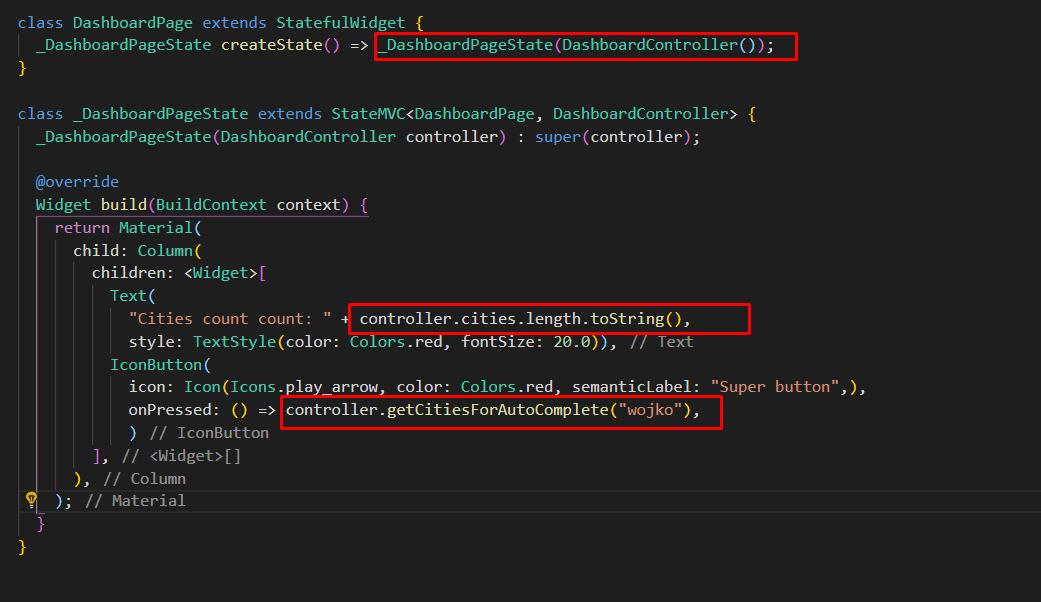 class DashboardPage extends StatefulWidget {
_DashboardPageState createState() => _DashboardPageState(DashboardController());
}
class _DashboardPageState extends StateMVC<DashboardPage, DashboardController> {
_DashboardPageState(DashboardController controller) : super(controller);
@override
Widget build(BuildContext context) {
return Material(
child: Column(
children: <Widget>[
Text(
"Cities count count: " + controller.cities.length.toString(),
style: TextStyle(color: Colors.red, fontSize: 20.0)), // Text
IconButton(
icon: Icon(Icons.play_arrow, color: Colors.red, semanticLabel: "Super button",),
onPressed: () => controller.getCitiesForAutoComplete("wojko"),
) // IconButton
], // <Widget>[]
), // Column
); // Material
}
}